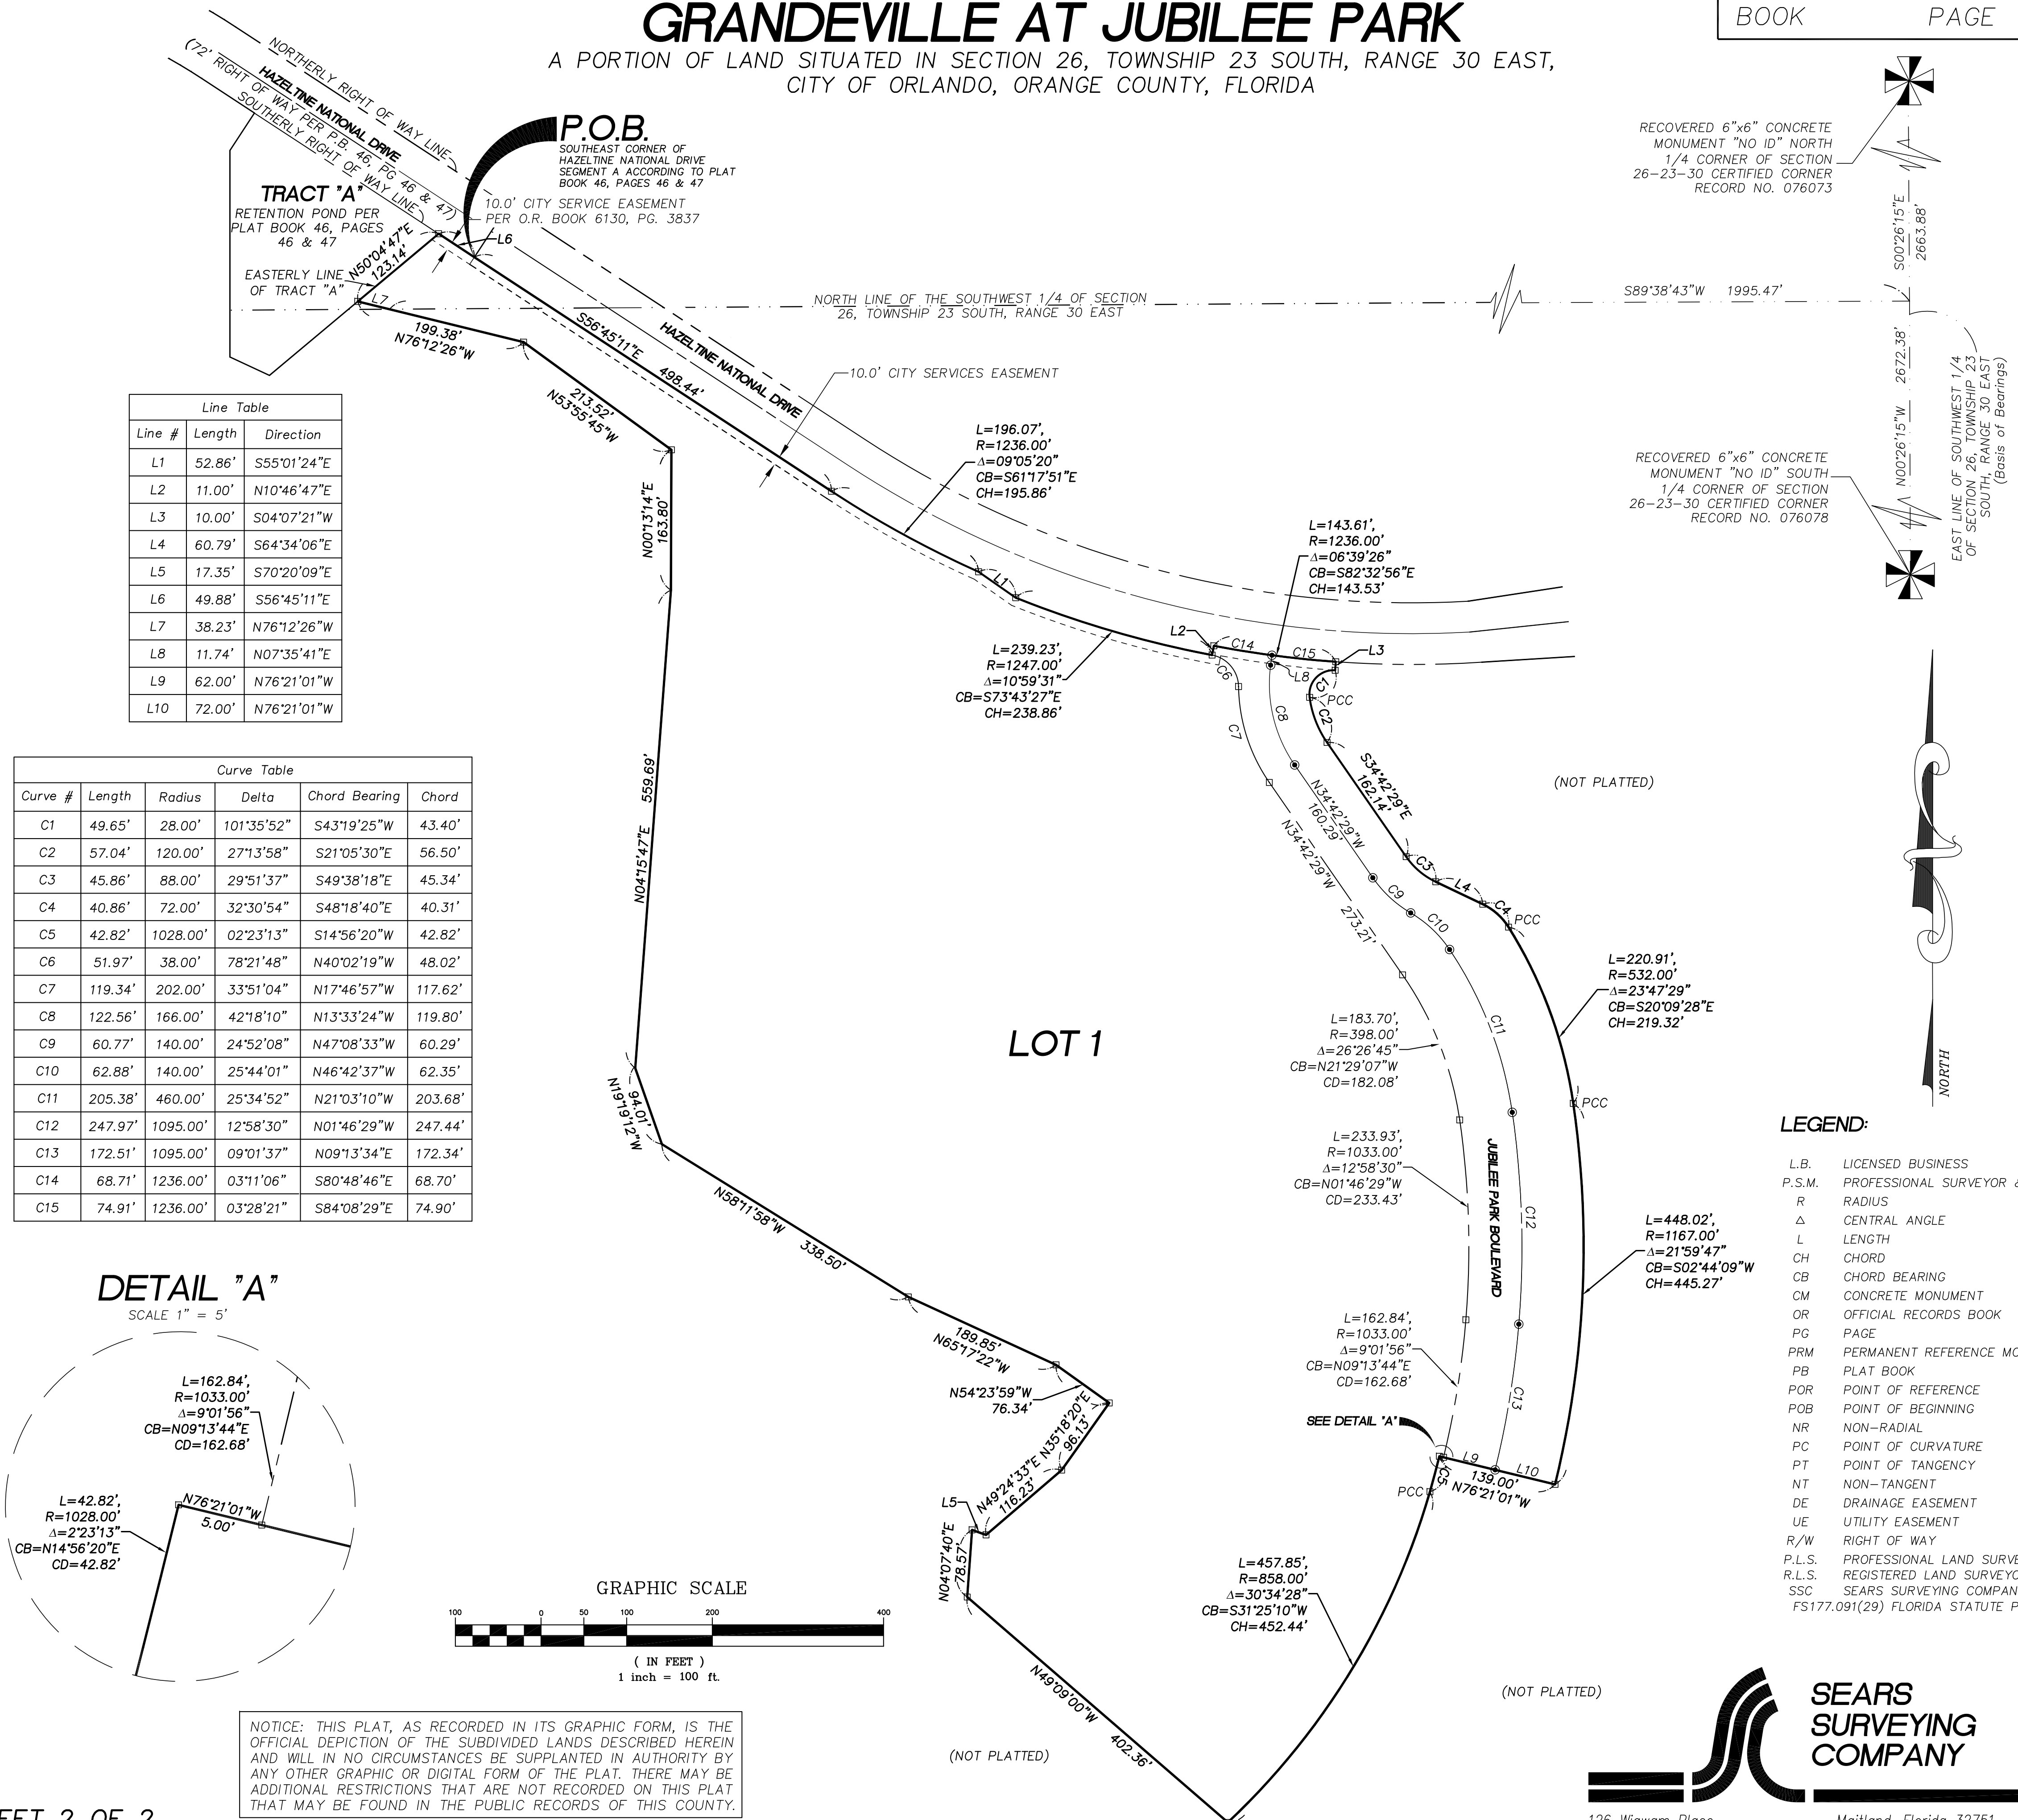 GRANDEVILLE AT JUBILEE PARK
A PORTION OF LAND SITUATED IN SECTION 26, TOWNSHIP 23 SOUTH, RANGE 30 EAST,
CITY OF ORLANDO, ORANGE COUNTY, FLORIDA
BOOK PAGE
NORTHERLY RIGHT OF WAY LINE
HAZELTINE NATIONAL DRIVE
(72' RIGHT OF WAY PER P.B. 46, PG 46 & 47)
SOUTHERLY RIGHT OF WAY LINE
P.O.B.
SOUTHEAST CORNER OF
HAZELTINE NATIONAL DRIVE
SEGMENT A ACCORDING TO PLAT
BOOK 46, PAGES 46 & 47
10.0' CITY SERVICE EASEMENT
PER O.R. BOOK 6130, PG. 3837
L6
TRACT "A"
RETENTION POND PER
PLAT BOOK 46, PAGES
46 & 47
N50°04'47"E
123.14'
EASTERLY LINE
OF TRACT "A"
L7
199.38'
N76°12'26"W
213.52'
N53°55'45"W
NORTH LINE OF THE SOUTHWEST 1/4 OF SECTION
26, TOWNSHIP 23 SOUTH, RANGE 30 EAST
S89°38'43"W 1995.47'
RECOVERED 6"x6" CONCRETE
MONUMENT "NO ID" NORTH
1/4 CORNER OF SECTION
26-23-30 CERTIFIED CORNER
RECORD NO. 076073
S00°26'15"E
2663.88'
N00°26'15"W 2672.38'
EAST LINE OF SOUTHWEST 1/4
OF SECTION 26, TOWNSHIP 23
SOUTH, RANGE 30 EAST
(Basis of Bearings)
RECOVERED 6"x6" CONCRETE
MONUMENT "NO ID" SOUTH
1/4 CORNER OF SECTION
26-23-30 CERTIFIED CORNER
RECORD NO. 076078
S56°45'11"E 498.44'
HAZELTINE NATIONAL DRIVE
10.0' CITY SERVICES EASEMENT
L=196.07',
R=1236.00'
Δ=09°05'20"
CB=S61°17'51"E
CH=195.86'
L1
L=239.23',
R=1247.00'
Δ=10°59'31"
CB=S73°43'27"E
CH=238.86'
L=143.61',
R=1236.00'
Δ=06°39'26"
CB=S82°32'56"E
CH=143.53'
L2
C14
C15
L3
C6
L8
C1
PCC
C2
C7
C8
S34°42'29"E
162.14'
N34°42'29"W
160.29'
N34°42'29"W 273.21'
C3
L4
C4
PCC
C9
C10
C11
(NOT PLATTED)
L=220.91',
R=532.00'
Δ=23°47'29"
CB=S20°09'28"E
CH=219.32'
PCC
L=183.70',
R=398.00'
Δ=26°26'45"
CB=N21°29'07"W
CD=182.08'
L=233.93',
R=1033.00'
Δ=12°58'30"
CB=N01°46'29"W
CD=233.43'
JUBILEE PARK BOULEVARD
C12
L=448.02',
R=1167.00'
Δ=21°59'47"
CB=S02°44'09"W
CH=445.27'
L=162.84',
R=1033.00'
Δ=9°01'56"
CB=N09°13'44"E
CD=162.68'
C13
SEE DETAIL "A"
L9
L10
139.00'
N76°21'01"W
C5
PCC
L=457.85',
R=858.00'
Δ=30°34'28"
CB=S31°25'10"W
CH=452.44'
(NOT PLATTED)
N00°13'14"E
163.80'
N04°15'47"E 559.69'
94.01'
N19°19'12"W
N58°11'58"W 338.50'
189.85'
N65°17'22"W
N54°23'59"W
76.34'
N35°18'20"E
96.13'
N49°24'33"E
116.23'
L5
N04°07'40"E
78.57'
N49°09'00"W 402.36'
(NOT PLATTED)
LOT 1
Line Table
Line # Length Direction
L1 52.86' S55°01'24"E
L2 11.00' N10°46'47"E
L3 10.00' S04°07'21"W
L4 60.79' S64°34'06"E
L5 17.35' S70°20'09"E
L6 49.88' S56°45'11"E
L7 38.23' N76°12'26"W
L8 11.74' N07°35'41"E
L9 62.00' N76°21'01"W
L10 72.00' N76°21'01"W
Curve Table
Curve # Length Radius Delta Chord Bearing Chord
C1 49.65' 28.00' 101°35'52" S43°19'25"W 43.40'
C2 57.04' 120.00' 27°13'58" S21°05'30"E 56.50'
C3 45.86' 88.00' 29°51'37" S49°38'18"E 45.34'
C4 40.86' 72.00' 32°30'54" S48°18'40"E 40.31'
C5 42.82' 1028.00' 02°23'13" S14°56'20"W 42.82'
C6 51.97' 38.00' 78°21'48" N40°02'19"W 48.02'
C7 119.34' 202.00' 33°51'04" N17°46'57"W 117.62'
C8 122.56' 166.00' 42°18'10" N13°33'24"W 119.80'
C9 60.77' 140.00' 24°52'08" N47°08'33"W 60.29'
C10 62.88' 140.00' 25°44'01" N46°42'37"W 62.35'
C11 205.38' 460.00' 25°34'52" N21°03'10"W 203.68'
C12 247.97' 1095.00' 12°58'30" N01°46'29"W 247.44'
C13 172.51' 1095.00' 09°01'37" N09°13'34"E 172.34'
C14 68.71' 1236.00' 03°11'06" S80°48'46"E 68.70'
C15 74.91' 1236.00' 03°28'21" S84°08'29"E 74.90'
DETAIL "A"
SCALE 1" = 5'
L=162.84',
R=1033.00'
Δ=9°01'56"
CB=N09°13'44"E
CD=162.68'
L=42.82',
R=1028.00'
Δ=2°23'13"
CB=N14°56'20"E
CD=42.82'
N76°21'01"W
5.00'
GRAPHIC SCALE
100 0 50 100 200 400
( IN FEET )
1 inch = 100 ft.
NOTICE: THIS PLAT, AS RECORDED IN ITS GRAPHIC FORM, IS THE
OFFICIAL DEPICTION OF THE SUBDIVIDED LANDS DESCRIBED HEREIN
AND WILL IN NO CIRCUMSTANCES BE SUPPLANTED IN AUTHORITY BY
ANY OTHER GRAPHIC OR DIGITAL FORM OF THE PLAT. THERE MAY BE
ADDITIONAL RESTRICTIONS THAT ARE NOT RECORDED ON THIS PLAT
THAT MAY BE FOUND IN THE PUBLIC RECORDS OF THIS COUNTY.
NORTH
LEGEND:
L.B. LICENSED BUSINESS
P.S.M. PROFESSIONAL SURVEYOR &
R RADIUS
Δ CENTRAL ANGLE
L LENGTH
CH CHORD
CB CHORD BEARING
CM CONCRETE MONUMENT
OR OFFICIAL RECORDS BOOK
PG PAGE
PRM PERMANENT REFERENCE MO
PB PLAT BOOK
POR POINT OF REFERENCE
POB POINT OF BEGINNING
NR NON-RADIAL
PC POINT OF CURVATURE
PT POINT OF TANGENCY
NT NON-TANGENT
DE DRAINAGE EASEMENT
UE UTILITY EASEMENT
R/W RIGHT OF WAY
P.L.S. PROFESSIONAL LAND SURVE
R.L.S. REGISTERED LAND SURVEYO
SSC SEARS SURVEYING COMPAN
FS177.091(29) FLORIDA STATUTE P
SEARS
SURVEYING
COMPANY
126 Wigwam Place Maitland, Florida 32751
EET 2 OF 2